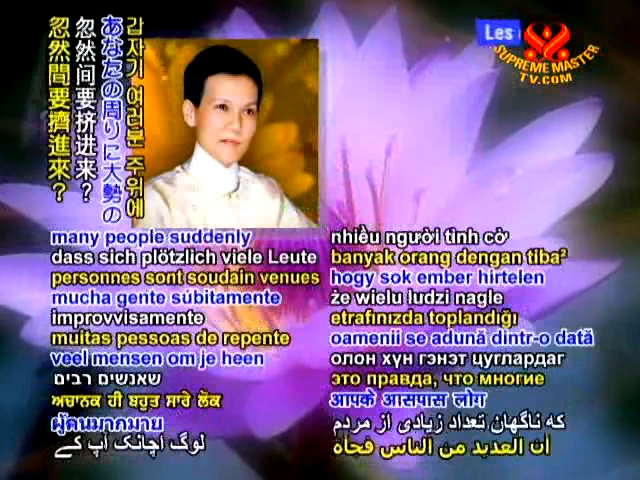 Les
SUPREME MASTER
TV.COM
갑자기 여러분 주위에
あなたの周りに大勢の
忽然间要挤进来？
忽然間要擠進來？
many people suddenly
dass sich plötzlich viele Leute
personnes sont soudain venues
mucha gente súbitamente
improvvisamente
muitas pessoas de repente
veel mensen om je heen
שאנשים רבים
ਅਚਾਨਕ ਹੀ ਬਹੁਤ ਸਾਰੇ ਲੋਕ
ผู้คนมากมาย
لوگ اچانک آپ کے
nhiều người tình cờ
banyak orang dengan tiba²
hogy sok ember hirtelen
że wielu ludzi nagle
etrafınızda toplandığı
oamenii se adună dintr-o dată
олон хүн гэнэт цуглардаг
это правда, что многие
आपके आसपास लोग
که ناگهان تعداد زیادی از مردم
أن العديد من الناس فجأة